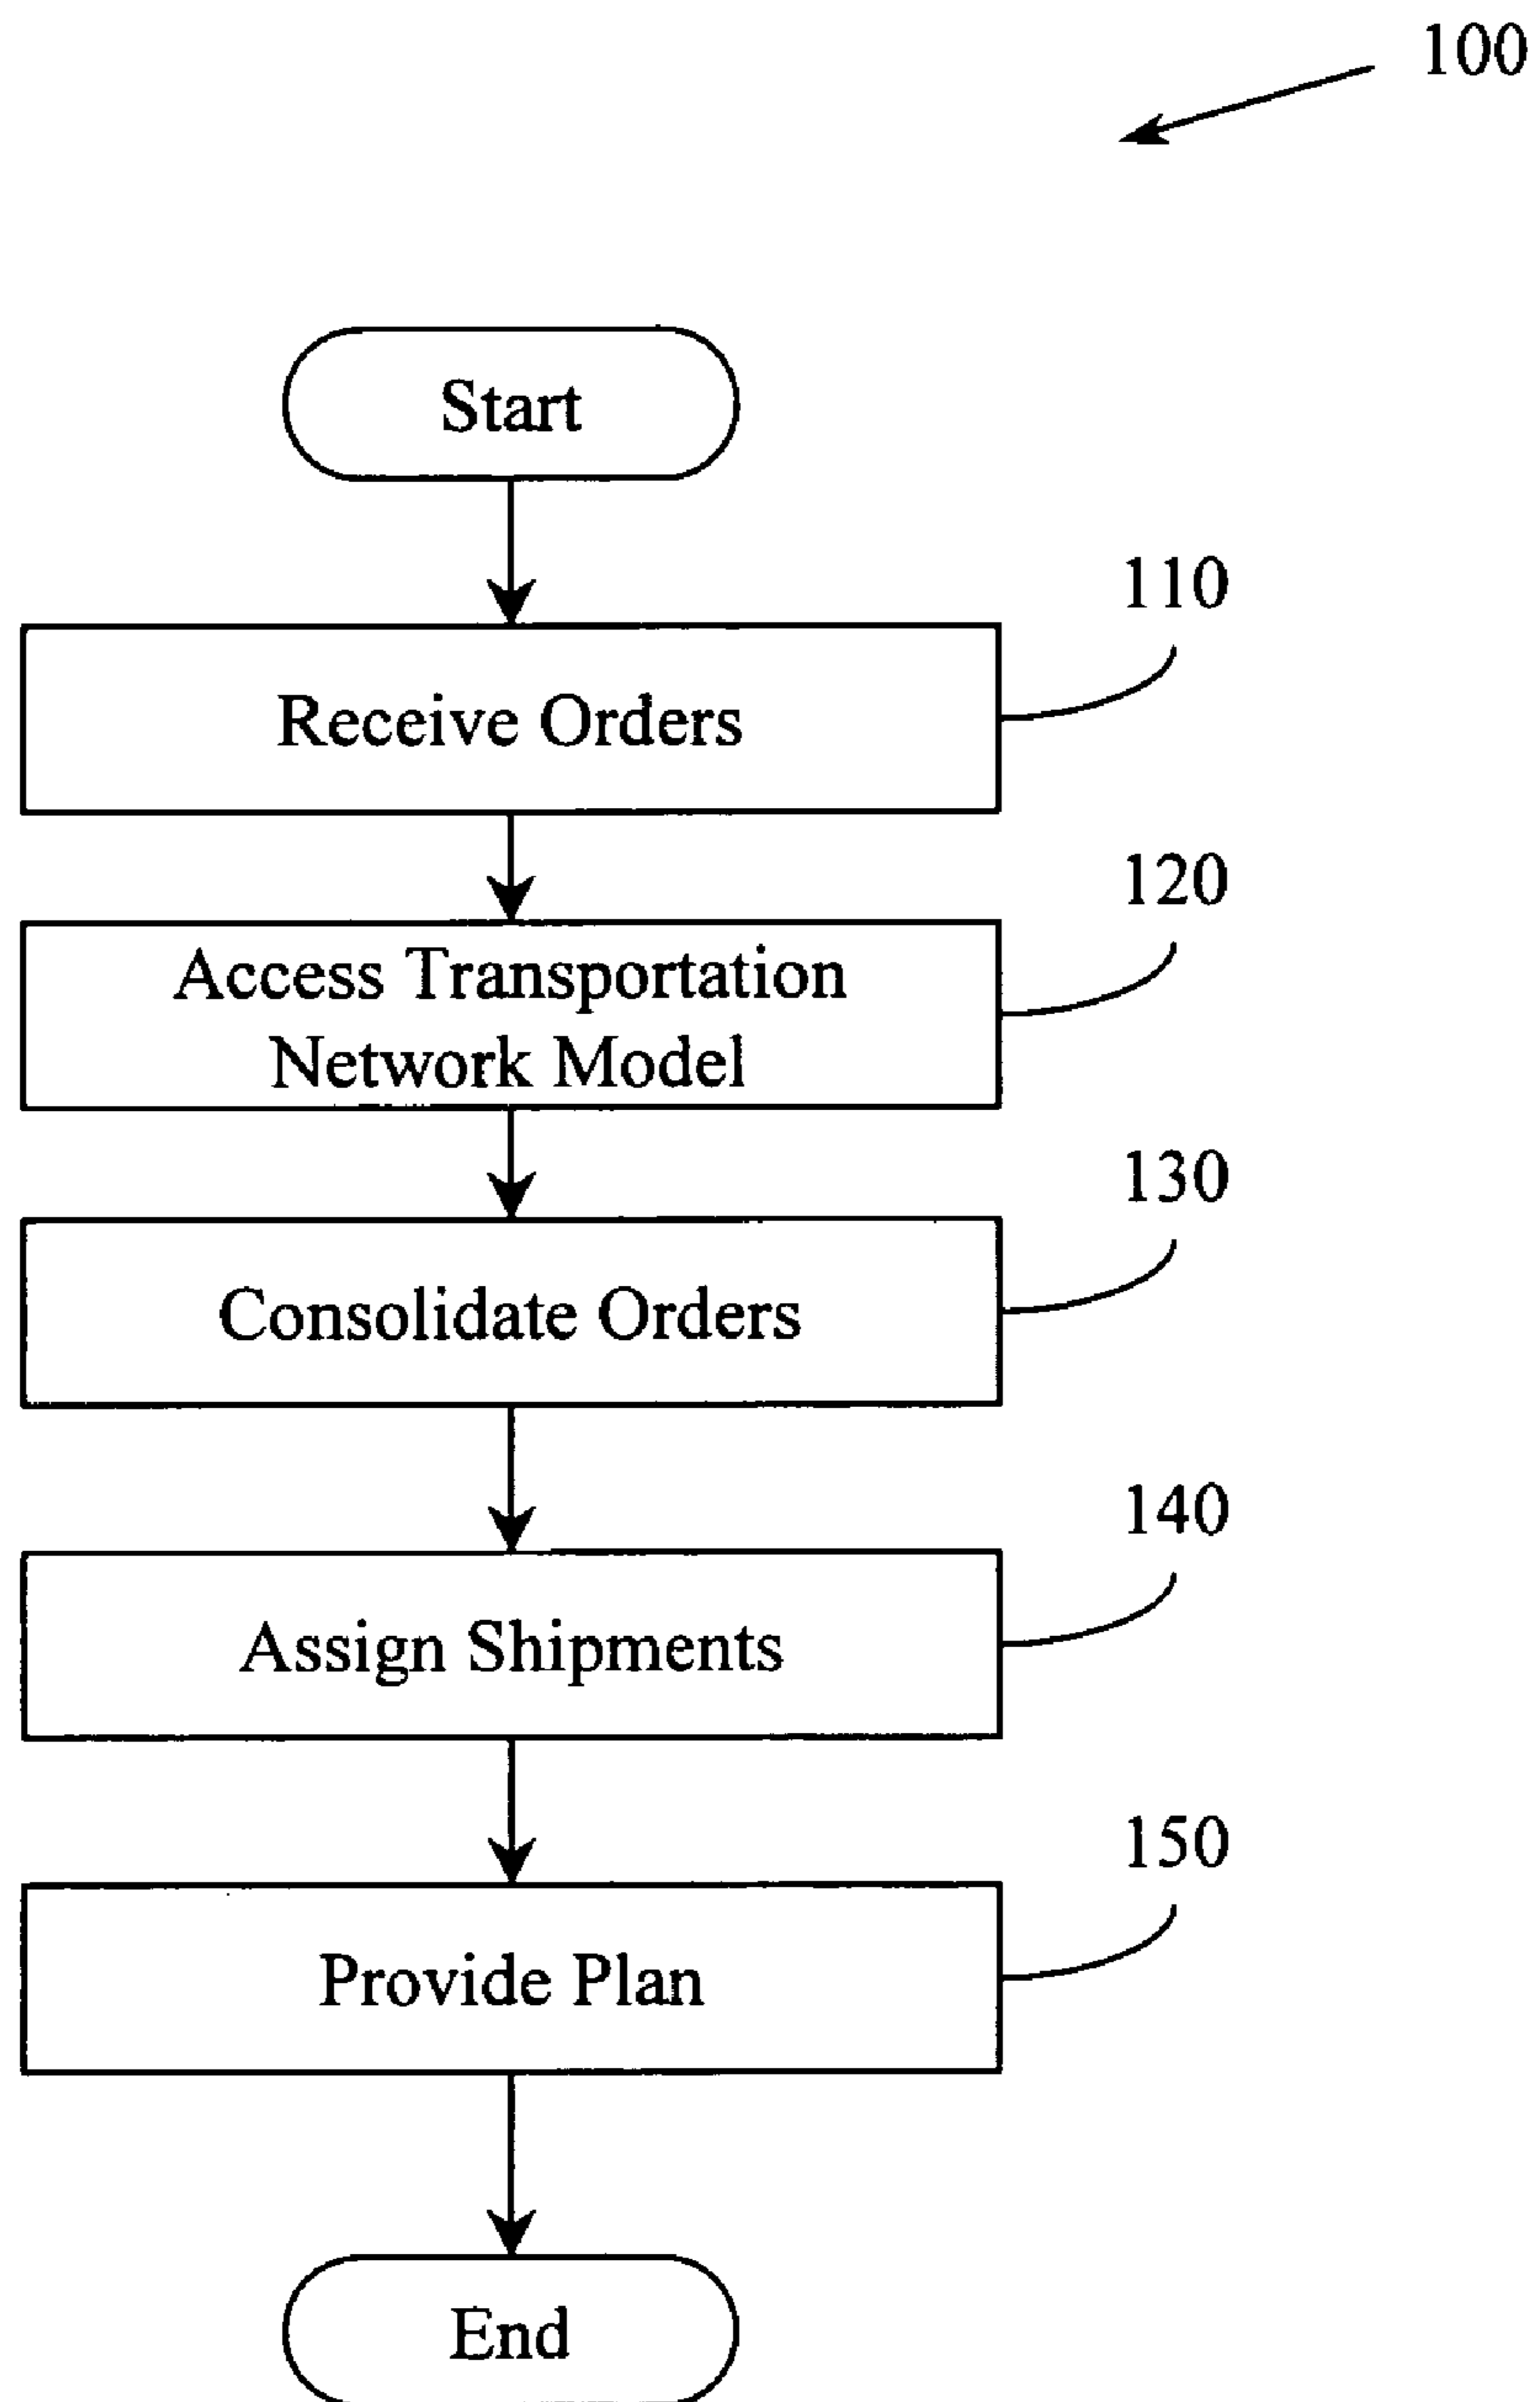 100
Start
110
Receive Orders
120
Access Transportation
Network Model
130
Consolidate Orders
140
Assign Shipments
150
Provide Plan
End